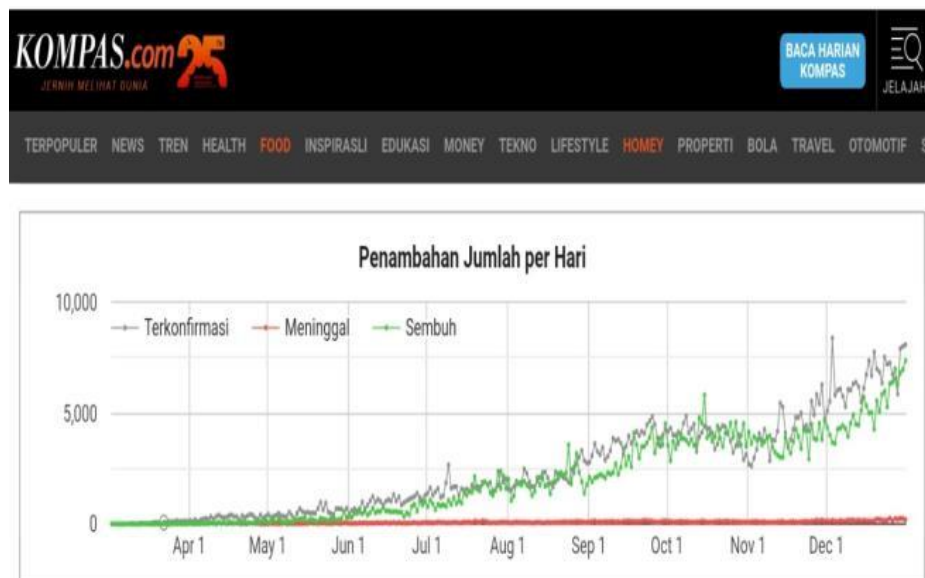 KOMPAS.com 25
JERNIH MELIHAT DUNIA
BACA HARIAN
KOMPAS
JELAJAH
TERPOPULER NEWS TREN HEALTH FOOD INSPIRASLI EDUKASI MONEY TEKNO LIFESTYLE HOMEY PROPERTI BOLA TRAVEL OTOMOTIF S
Penambahan Jumlah per Hari
10,000
Terkonfirmasi Meninggal Sembuh
5,000
0
Apr 1 May 1 Jun 1 Jul 1 Aug 1 Sep 1 Oct 1 Nov 1 Dec 1